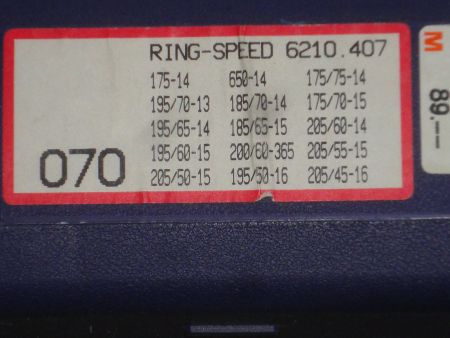 RING-SPEED 6210.407
175-14 650-14 175/75-14
195/70-13 185/70-14 175/70-15
195/65-14 185/65-15 205/60-14
195/60-15 200/60-365 205/55-15
205/50-15 195/50-16 205/45-16
070
M 89.--